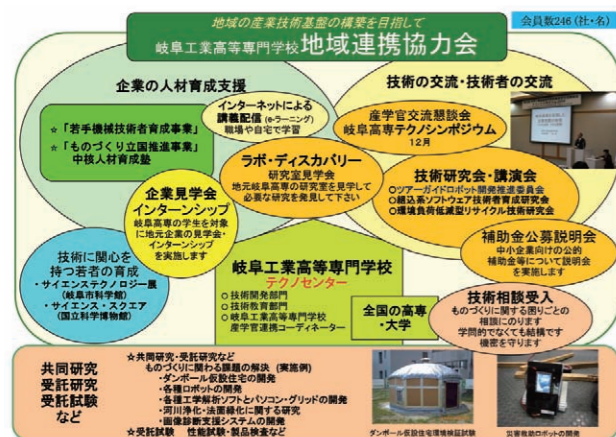 地域の産業技術基盤の構築を目指して
岐阜工業高等専門学校地域連携協力会
会員数246(社・名)
企業の人材育成支援
☆「若手機械技術者育成事業」
☆「ものづくり立国推進事業」
中核人材育成塾
インターネットによる
講義配信(e-ラーニング)
職場や自宅で学習
技術の交流・技術者の交流
産学官交流懇談会
岐阜高専テクノシンポジウム
12月
ラボ・ディスカバリー
研究室見学会
地元岐阜高専の研究室を見学して
必要な研究を発見して下さい
技術研究会・講演会
○ツアーガイドロボット開発推進委員会
○組込系ソフトウェア技術者育成研究会
○環境負荷低減型リサイクル技術研究会
企業見学会
インターンシップ
岐阜高専の学生を対象
に地元企業の見学会・
インターンシップ
を実施します
補助金公募説明会
中小企業向けの公的
補助金等について説明会
を実施します
技術に関心を
持つ若者の育成
・サイエンステクノロジー展
(岐阜市科学館)
・サイエンス・スクエア
(国立科学博物館)
岐阜工業高等専門学校
テクノセンター
○技術開発部門
○技術教育部門
○岐阜工業高等専門学校
産学官連携コーディネーター
全国の高専
・大学
技術相談受入
ものづくりに関する困りごとの
相談にのります
学問的でなくても結構です
機密を守ります
共同研究
受託研究
受託試験
など
☆共同研究・受託研究など
ものづくりに関わる課題の解決 (実施例)
・ダンボール仮設住宅の開発
・各種ロボットの開発
・各種工学解析ソフトとパソコン・グリッドの開発
・河川浄化・法面緑化に関する研究
・画像診断支援システムの開発
☆受託試験 性能試験・製品検査など
ダンボール仮設住宅環境検証試験
災害救助ロボットの開発